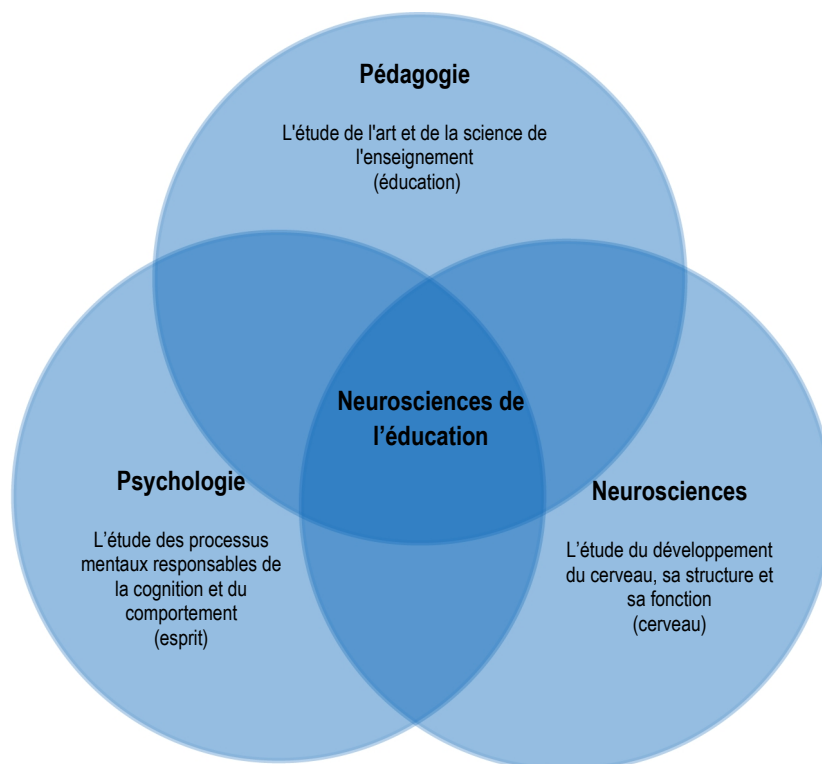 Pédagogie
L'étude de l'art et de la science de
l'enseignement
(éducation)
Neurosciences de
l’éducation
Psychologie
L’étude des processus
mentaux responsables de
la cognition et du
comportement
(esprit)
Neurosciences
L’étude du développement
du cerveau, sa structure et
sa fonction
(cerveau)